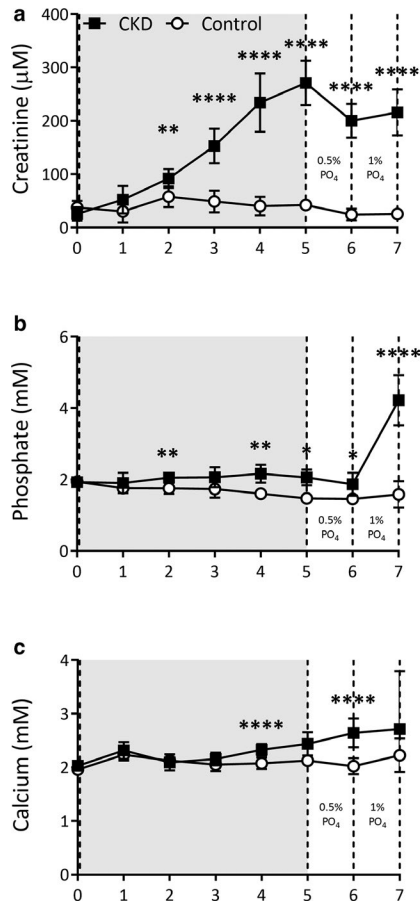 a
CKD Control
Creatinine (μM)
400
300
200
100
0
** **** **** **** **** ****
0.5% PO4
1% PO4
0 1 2 3 4 5 6 7
b
Phosphate (mM)
6
4
2
0
** ** * * ****
0.5% PO4
1% PO4
0 1 2 3 4 5 6 7
c
Calcium (mM)
4
3
2
1
0
**** ****
0.5% PO4
1% PO4
0 1 2 3 4 5 6 7